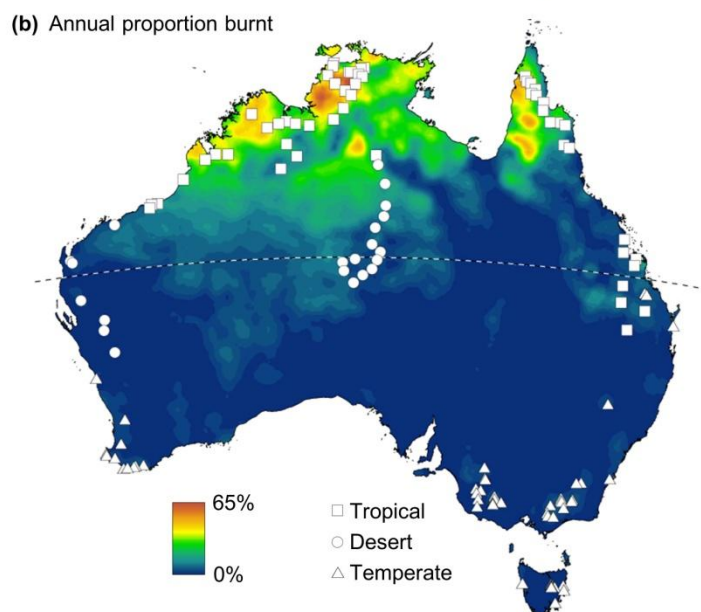 (b) Annual proportion burnt
65%
0%
Tropical
Desert
Temperate